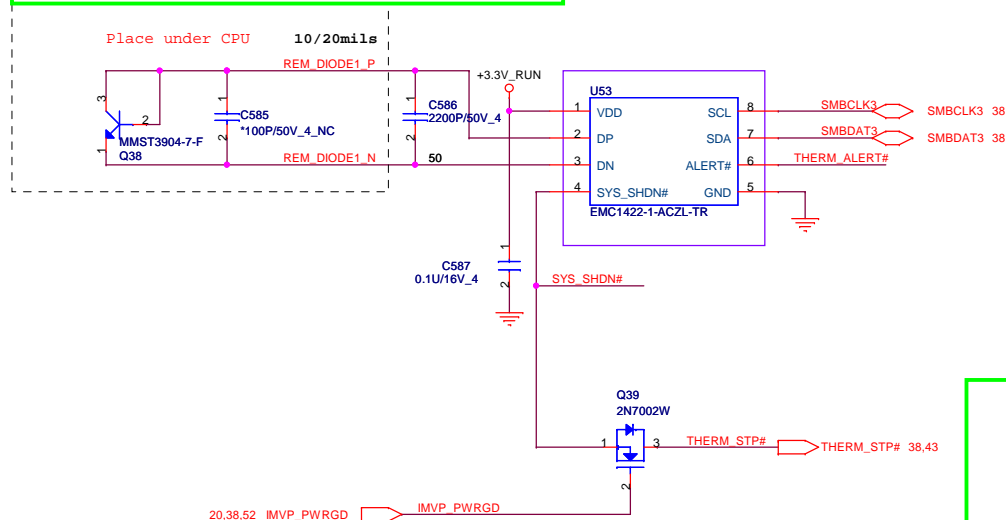 Place under CPU 10/20mils
REM_DIODE1_P
+3.3V_RUN
3
2
1
MMST3904-7-F
Q38
1
2
C585
*100P/50V_4_NC
1
2
C586
2200P/50V_4
REM_DIODE1_N
50
U53
1 VDD SCL 8 SMBCLK3 SMBCLK3 38
2 DP SDA 7 SMBDAT3 SMBDAT3 38
3 DN ALERT# 6 THERM_ALERT#
4 SYS_SHDN# GND 5
EMC1422-1-ACZL-TR
1
2
C587
0.1U/16V_4
SYS_SHDN#
Q39
2N7002W
1 3 THERM_STP# THERM_STP# 38,43
2
20,38,52 IMVP_PWRGD IMVP_PWRGD